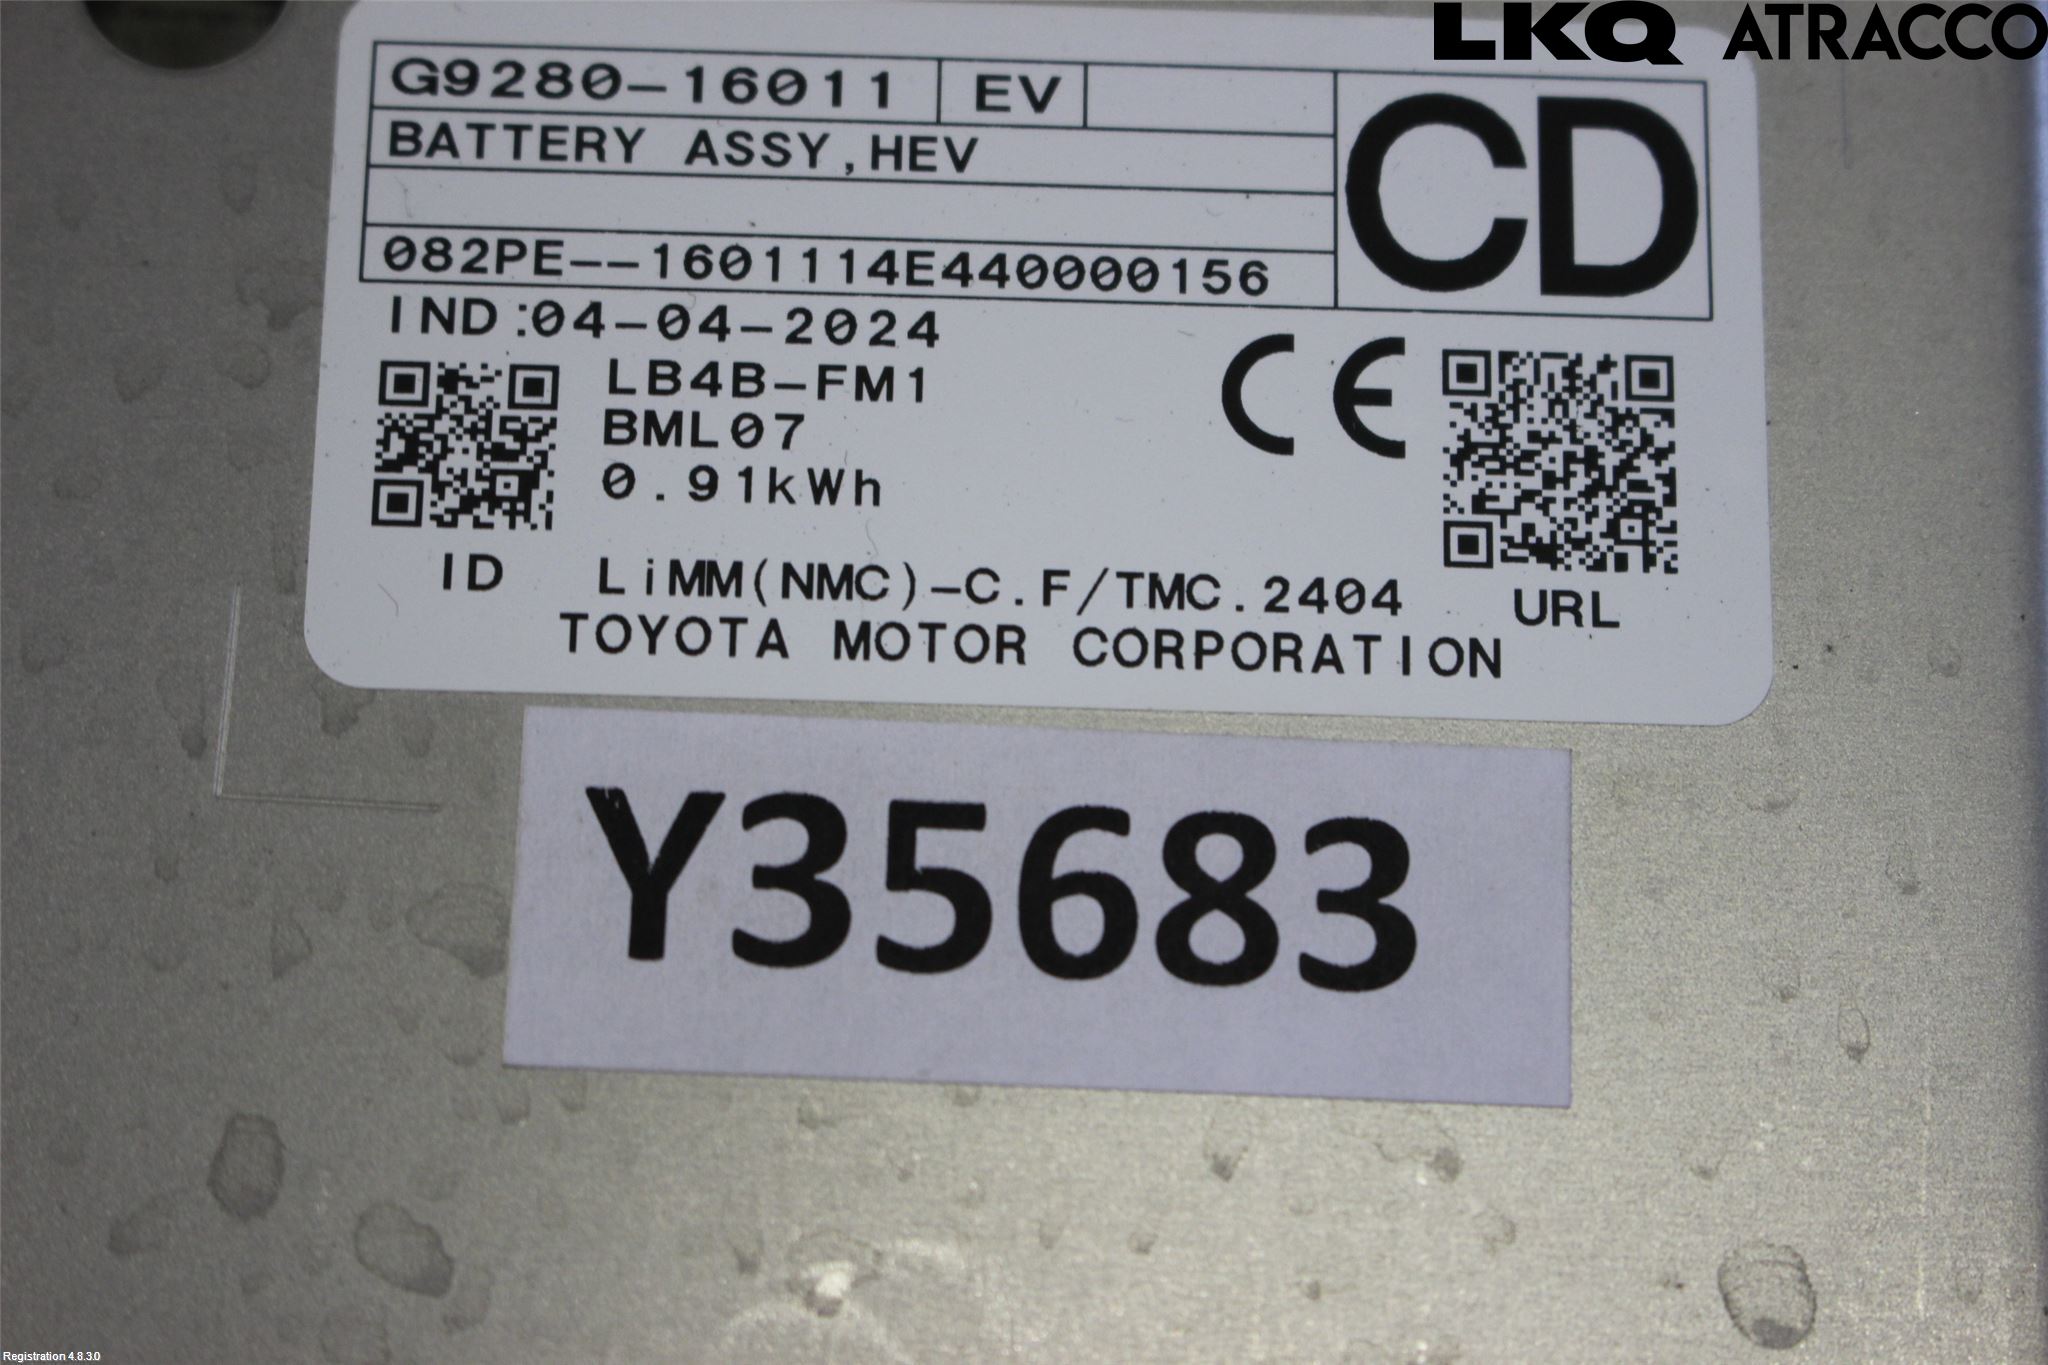 LKQ ATRACCO
G9280-16011 EV
CD
BATTERY ASSY,HEV
082PE--1601114E440000156
IND:04-04-2024
CE
LB4B-FM1
BML07
0.91kWh
ID
LiMM(NMC)-C.F/TMC.2404
URL
TOYOTA MOTOR CORPORATION
Y35683
Registration 4.8.3.0